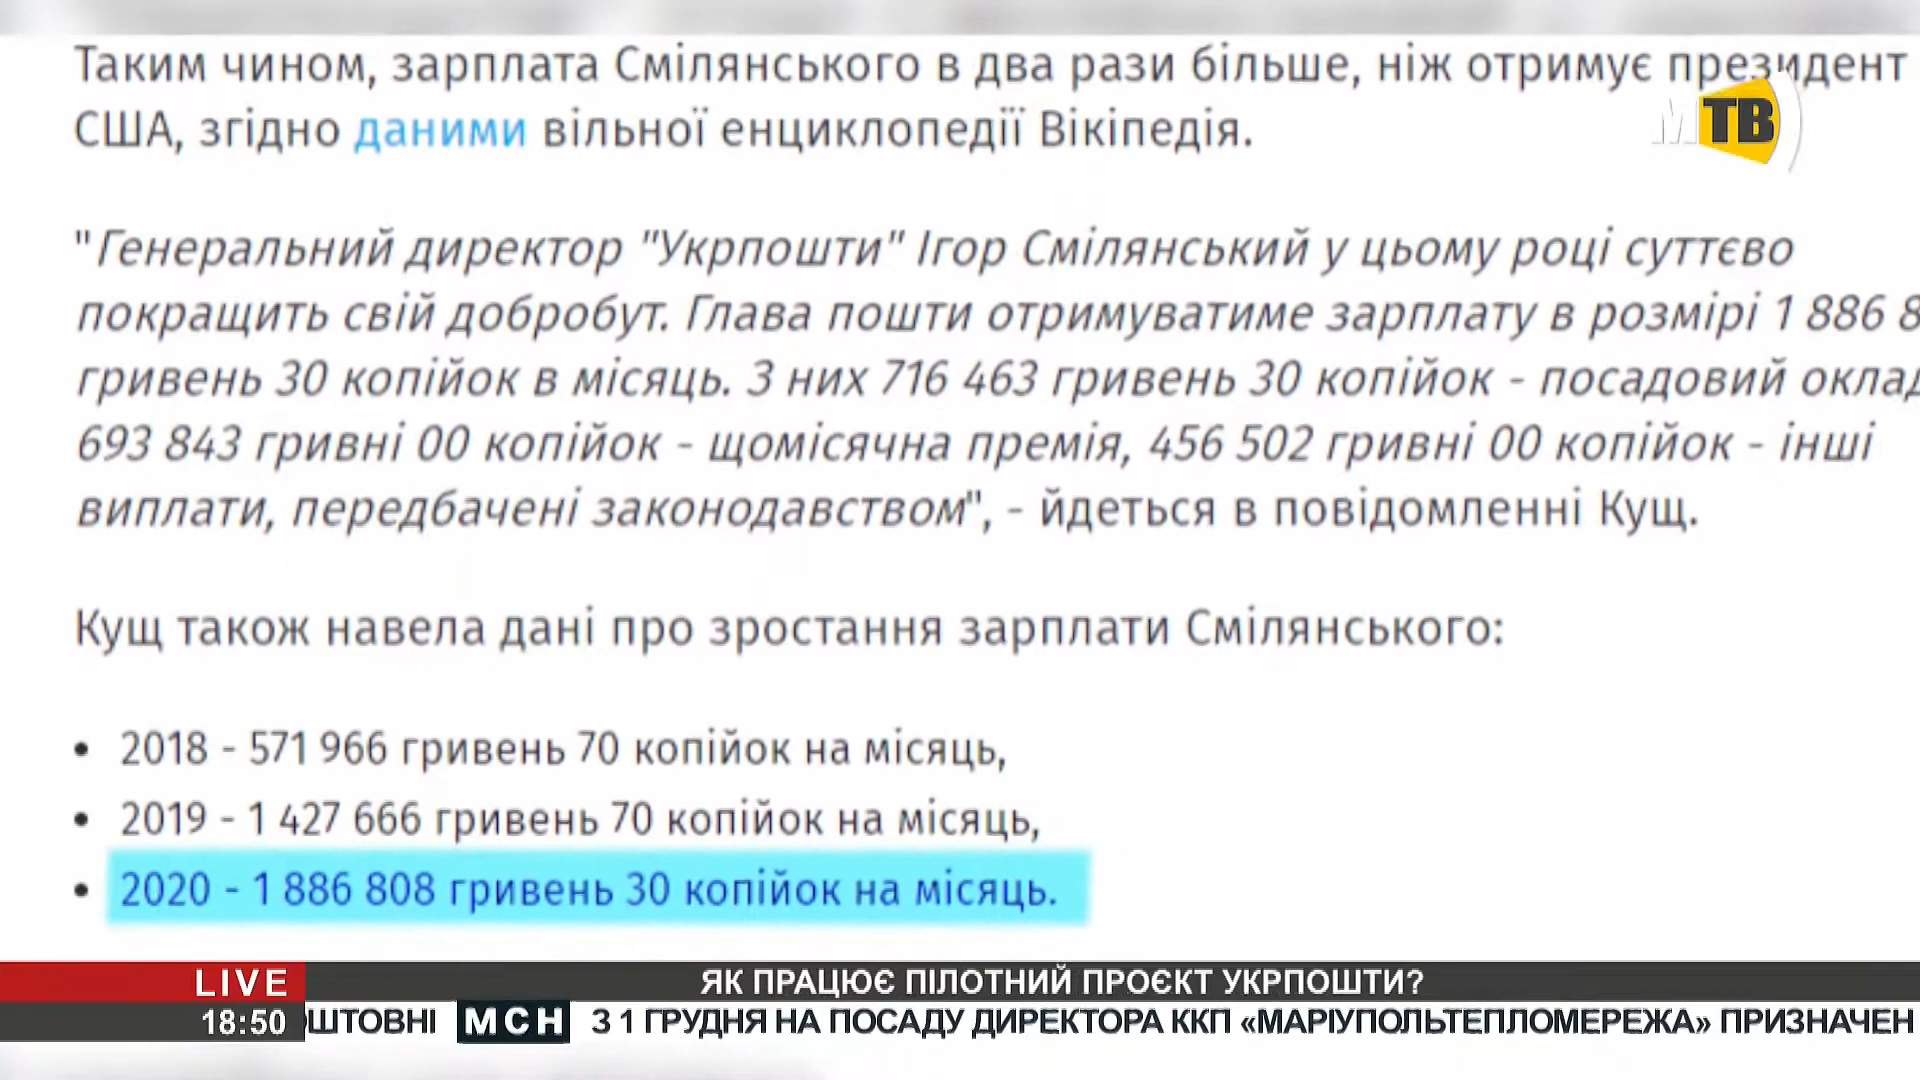 Таким чином, зарплата Смілянського в два рази більше, ніж отримує президент
США, згідно даними вільної енциклопедії Вікіпедія.
МТВ
"Генеральний директор "Укрпошти" Ігор Смілянський у цьому році суттєво
покращить свій добробут. Глава пошти отримуватиме зарплату в розмірі 1 886 8
гривень 30 копійок в місяць. З них 716 463 гривень 30 копійок - посадовий оклад
693 843 гривні 00 копійок - щомісячна премія, 456 502 гривні 00 копійок - інші
виплати, передбачені законодавством", - йдеться в повідомленні Кущ.
Кущ також навела дані про зростання зарплати Смілянського:
• 2018 - 571 966 гривень 70 копійок на місяць,
• 2019 - 1 427 666 гривень 70 копійок на місяць,
• 2020 - 1 886 808 гривень 30 копійок на місяць.
LIVE ЯК ПРАЦЮЄ ПІЛОТНИЙ ПРОЄКТ УКРПОШТИ?
18:50 ШТОВНІ МСН З 1 ГРУДНЯ НА ПОСАДУ ДИРЕКТОРА ККП «МАРІУПОЛЬТЕПЛОМЕРЕЖА» ПРИЗНАЧЕН